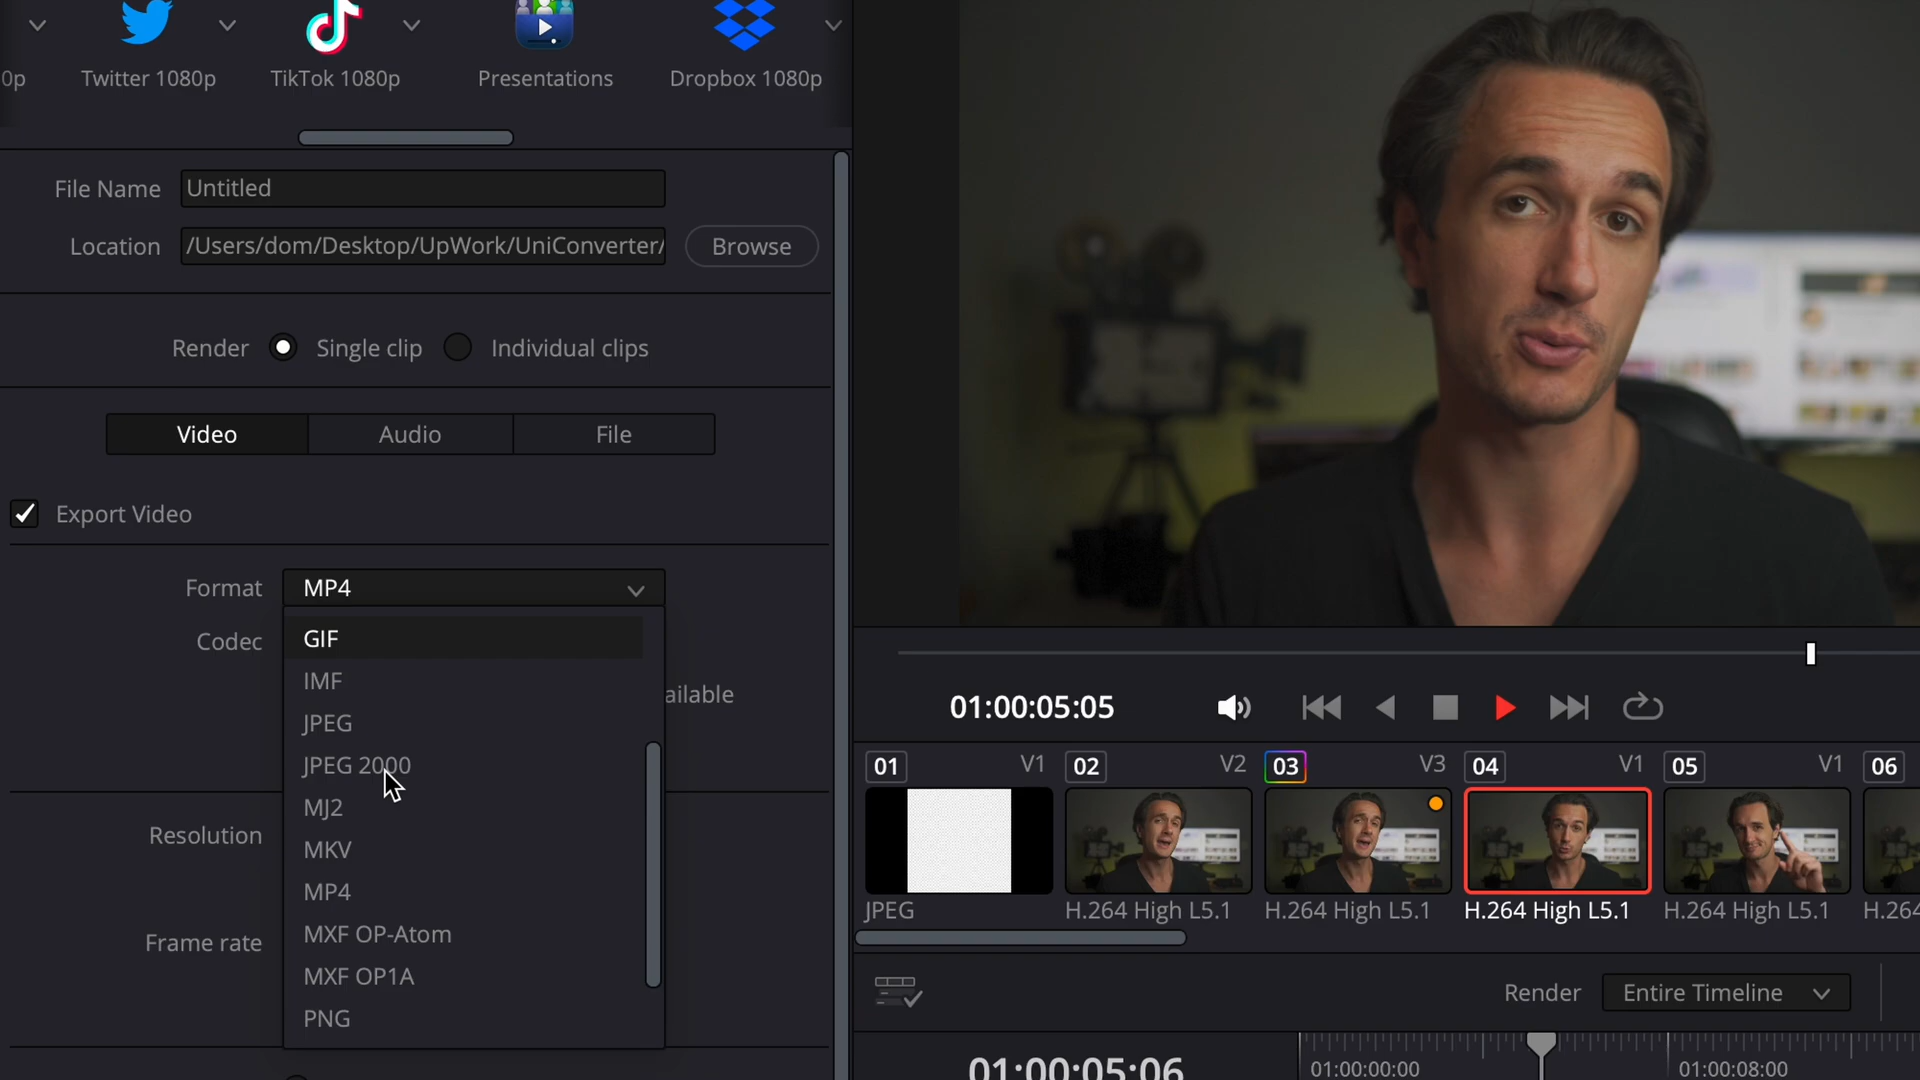 0p
Twitter 1080p
TikTok 1080p
Presentations
Dropbox 1080p
File Name
Untitled
Location
/Users/dom/Desktop/UpWork/UniConverter/
Browse
Render
Single clip
Individual clips
Video
Audio
File
Export Video
Format
MP4
Codec
GIF
IMF
ailable
JPEG
JPEG 2000
MJ2
Resolution
MKV
MP4
MXF OP-Atom
Frame rate
MXF OP1A
PNG
01:00:05:05
01 V1
02 V2
03 V3
04 V1
05 V1
06
JPEG
H.264 High L5.1
H.264 High L5.1
H.264 High L5.1
H.264 High L5.1
H.264
Render
Entire Timeline
01:00:05:06
01:00:00:00
01:00:08:00